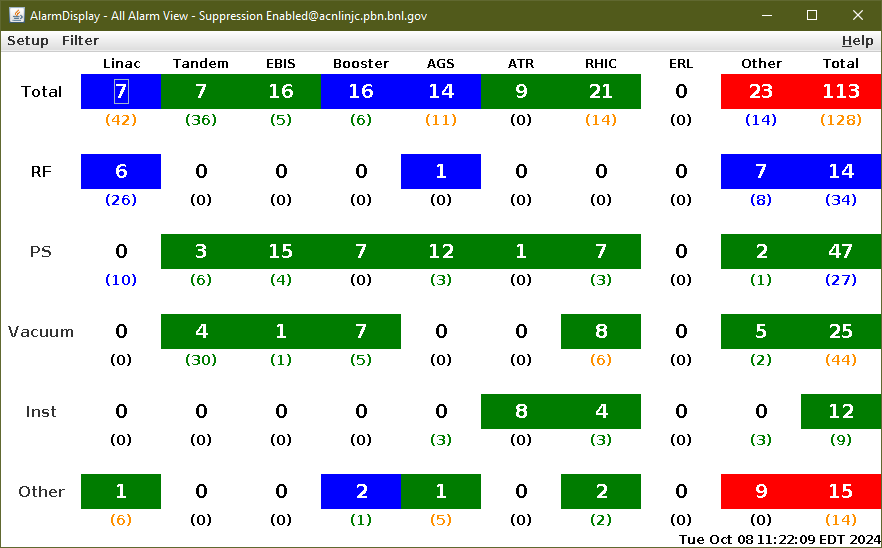 AlarmDisplay - All Alarm View - Suppression Enabled@acnlinjc.pbn.bnl.gov
Setup Filter Help
Linac Tandem EBIS Booster AGS ATR RHIC ERL Other Total
Total 7 7 16 16 14 9 21 0 23 113
(42) (36) (5) (6) (11) (0) (14) (0) (14) (128)
RF 6 0 0 0 1 0 0 0 7 14
(26) (0) (0) (0) (0) (0) (0) (0) (8) (34)
PS 0 3 15 7 12 1 7 0 2 47
(10) (6) (4) (0) (3) (0) (3) (0) (1) (27)
Vacuum 0 4 1 7 0 0 8 0 5 25
(0) (30) (1) (5) (0) (0) (6) (0) (2) (44)
Inst 0 0 0 0 0 8 4 0 0 12
(0) (0) (0) (0) (3) (0) (3) (0) (3) (9)
Other 1 0 0 2 1 0 2 0 9 15
(6) (0) (0) (1) (5) (0) (2) (0) (0) (14)
Tue Oct 08 11:22:09 EDT 2024